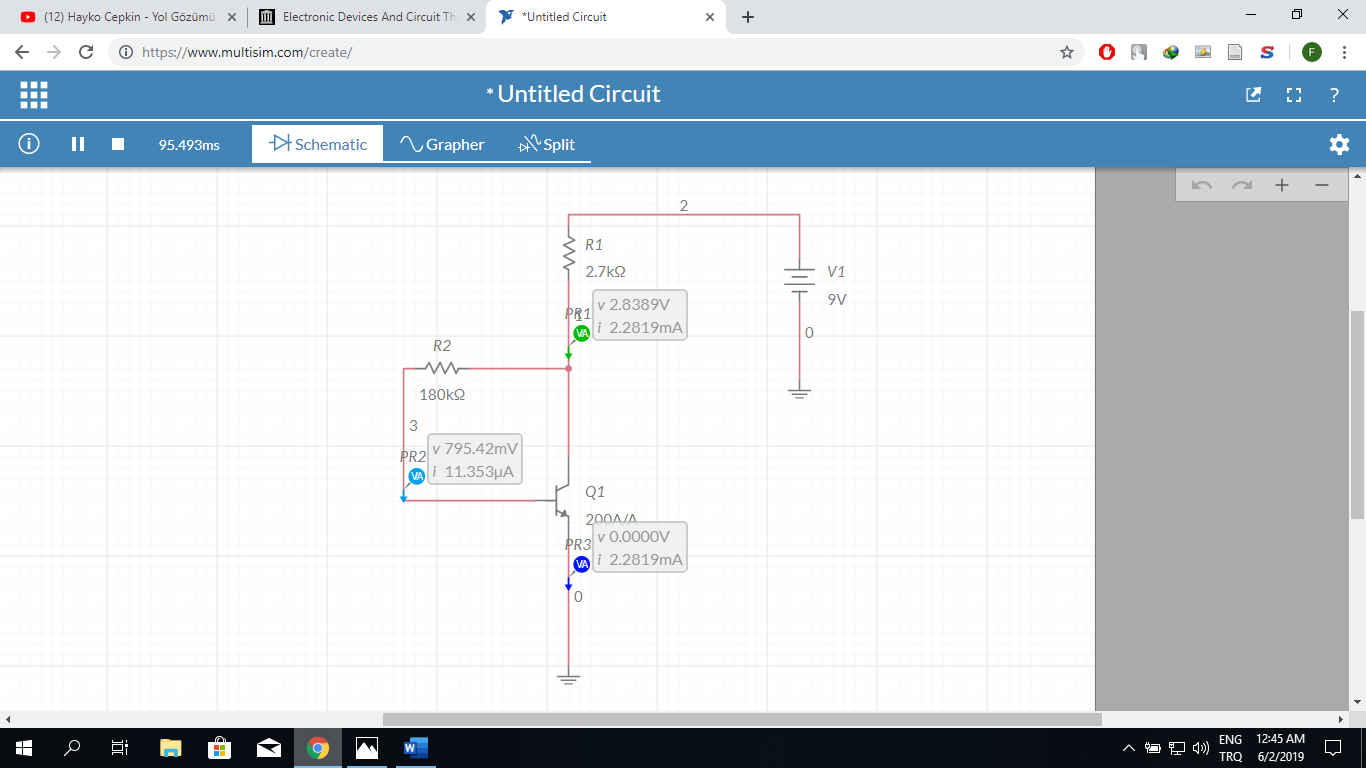 (12) Hayko Cepkin - Yol Gözümü
Electronic Devices And Circuit Th
*Untitled Circuit
https://www.multisim.com/create/
F
* Untitled Circuit
?
95.493ms
Schematic
Grapher
Split
2
R1
2.7kΩ
V1
9V
0
PR1
v 2.8389V
i 2.2819mA
VA
R2
180kΩ
3
PR2
v 795.42mV
i 11.353µA
VA
Q1
200A/A
PR3
v 0.0000V
i 2.2819mA
VA
0
ENG
TRQ
12:45 AM
6/2/2019